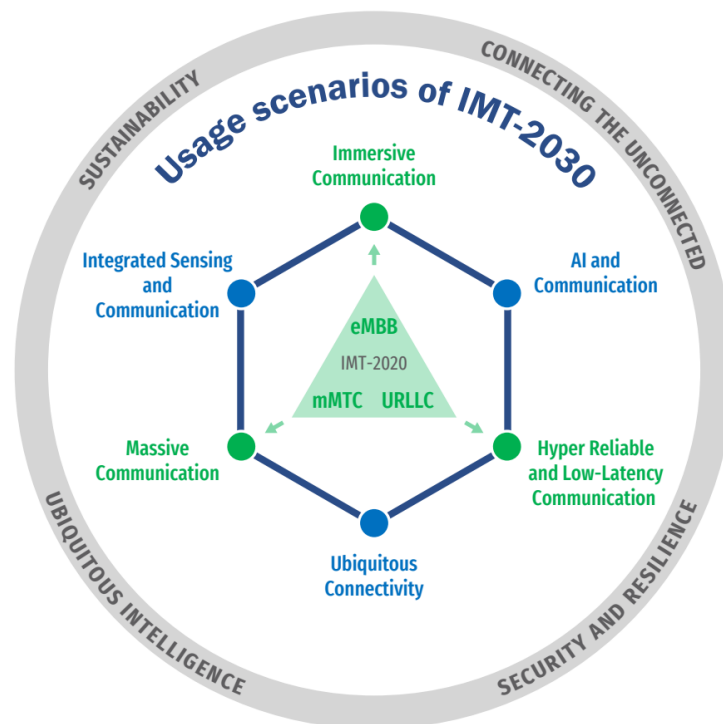 SUSTAINABILITY
CONNECTING THE UNCONNECTED
Usage scenarios of IMT-2030
Immersive
Communication
Integrated Sensing
and
Communication
AI and
Communication
eMBB
IMT-2020
mMTC URLLC
Massive
Communication
Hyper Reliable
and Low-Latency
Communication
Ubiquitous
Connectivity
UBIQUITOUS INTELLIGENCE
SECURITY AND RESILIENCE